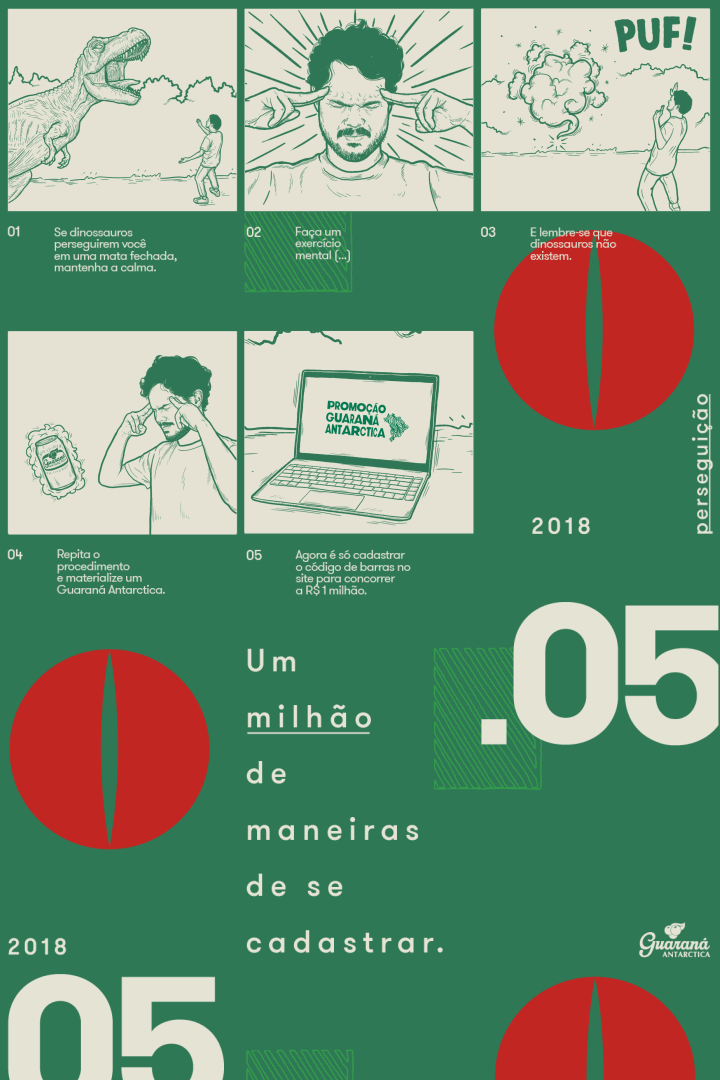 PUF!
01
Se dinossauros
perseguirem você
em uma mata fechada,
mantenha a calma.
02
Faça um
exercício
mental (...)
03
E lembre-se que
dinossauros não
existem.
PROMOÇÃO
GUARANÁ
ANTARCTICA
perseguição
2018
04
Repita o
procedimento
e materialize um
Guaraná Antarctica.
05
Agora é só cadastrar
o código de barras no
site para concorrer
a R$ 1 milhão.
.05
Um
milhão
de
maneiras
de se
cadastrar.
2018
05
Guaraná
ANTARCTICA